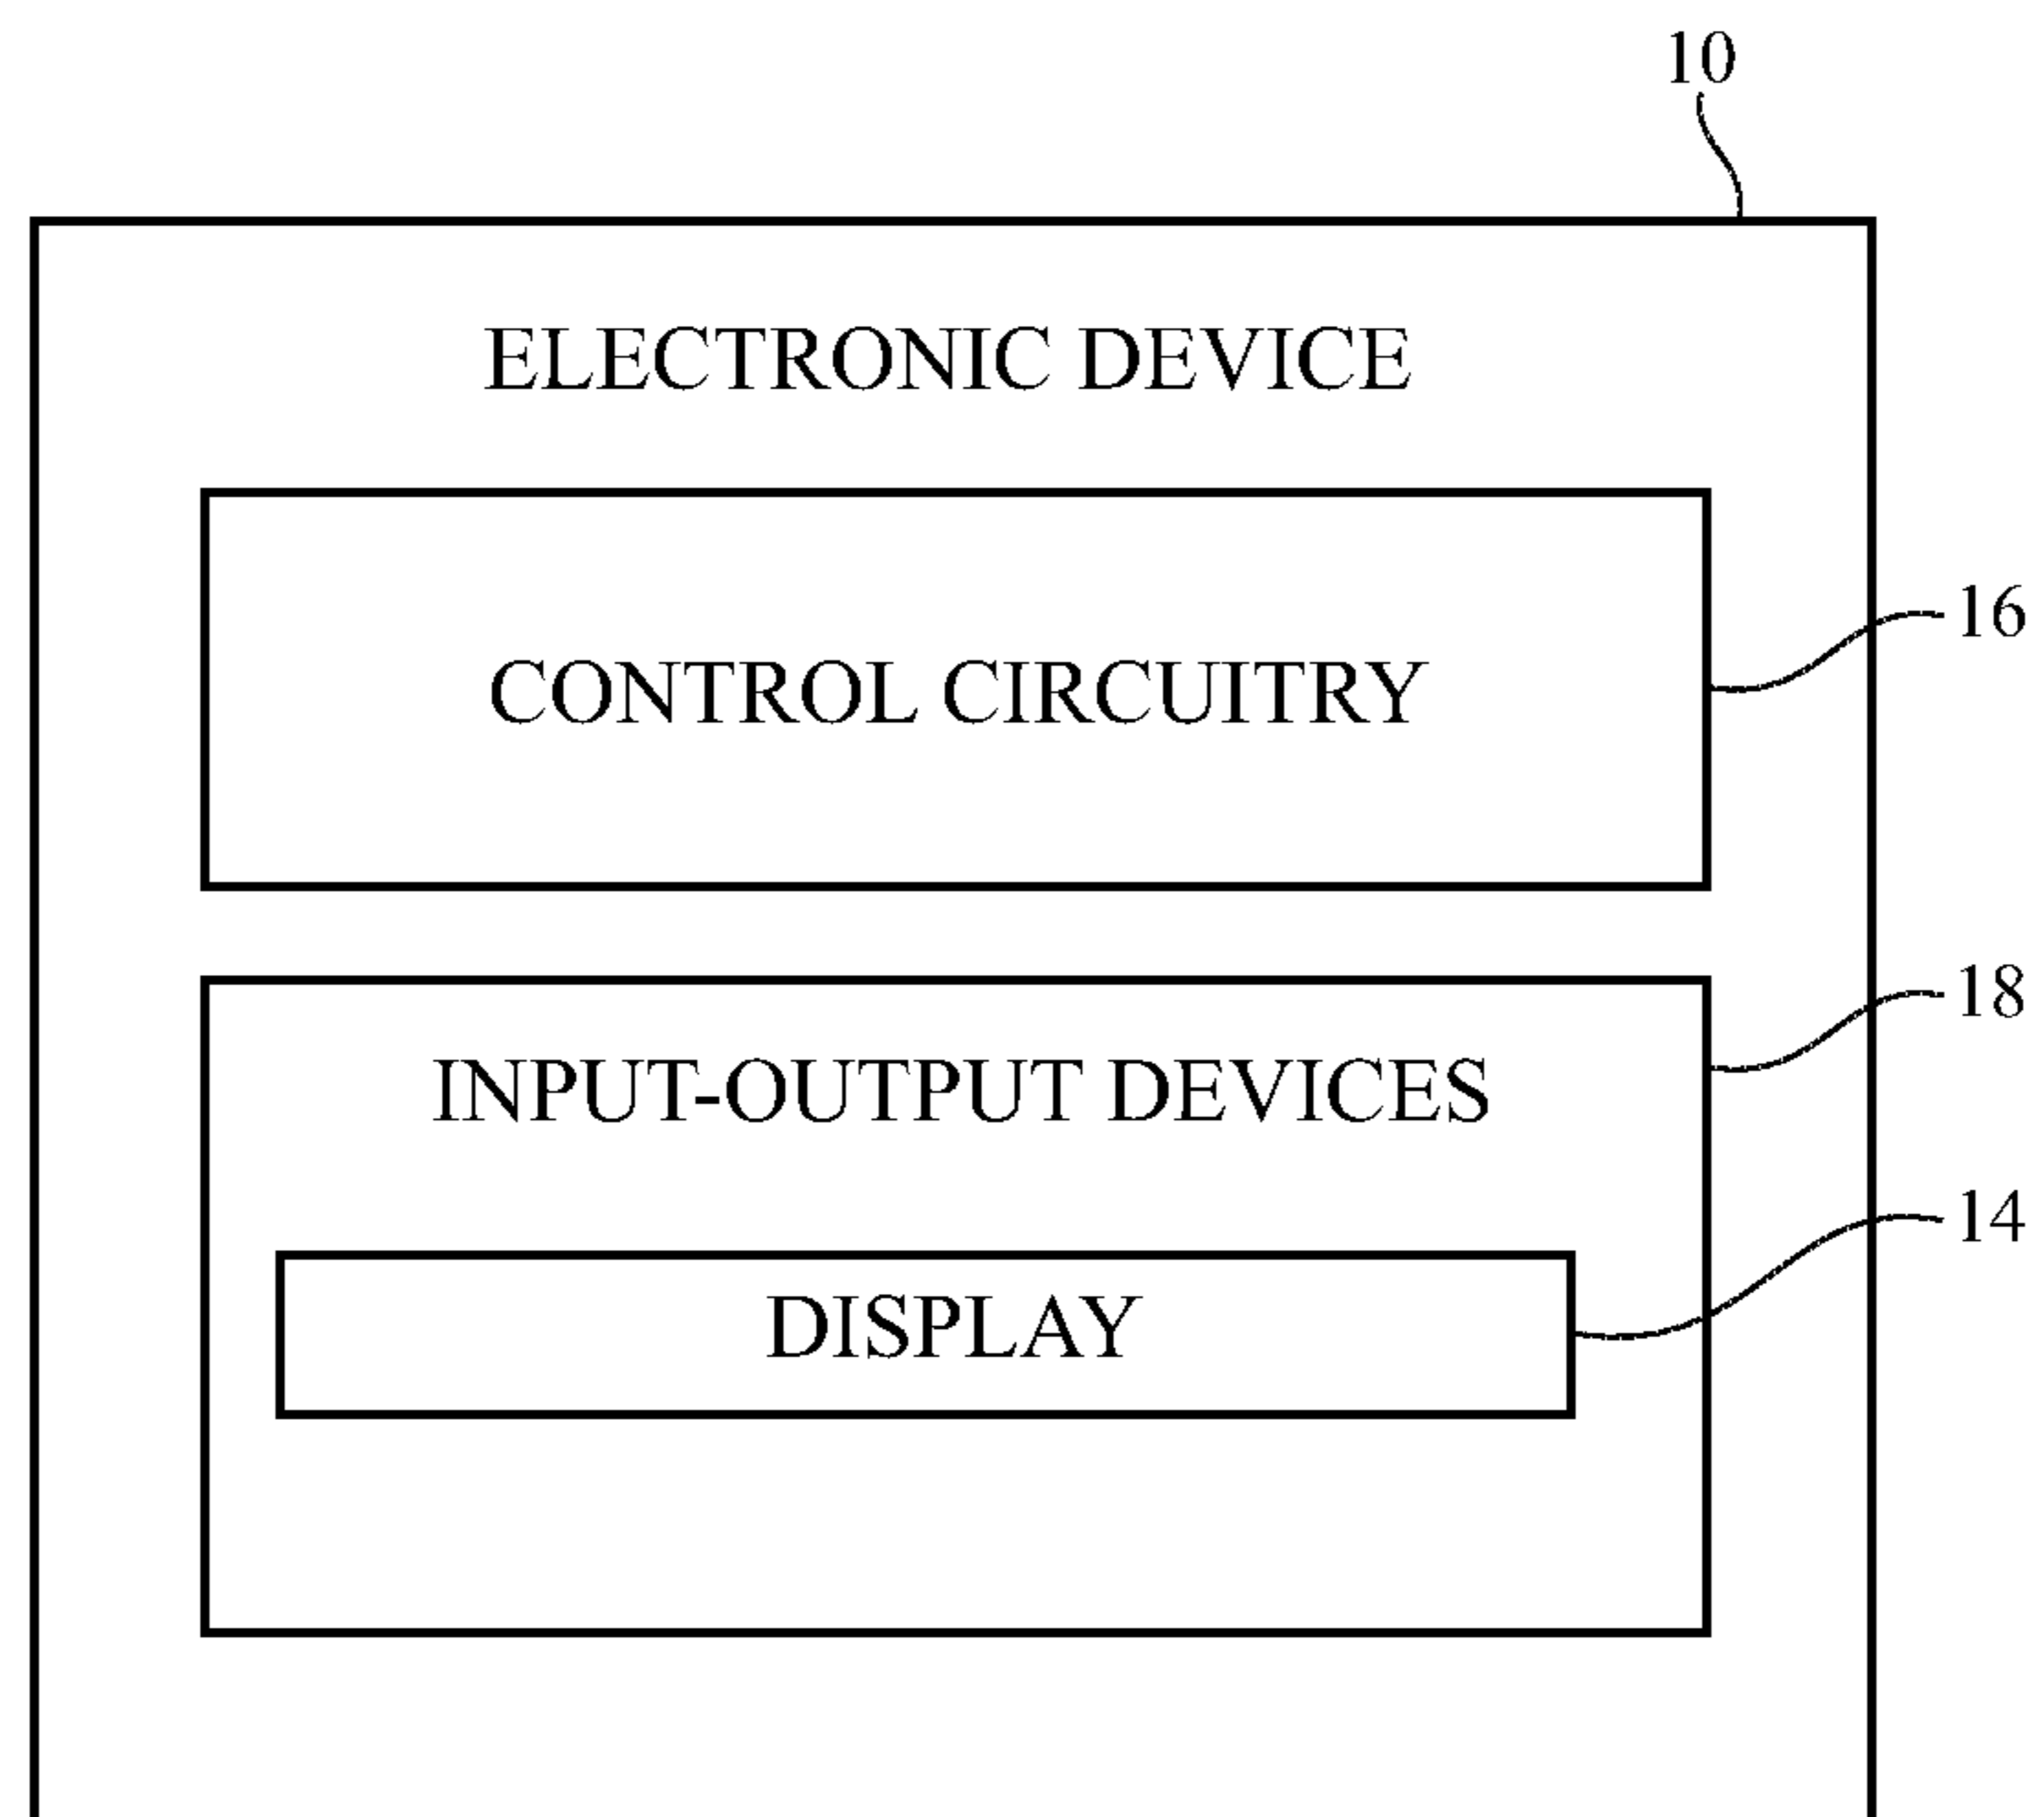 10
ELECTRONIC DEVICE
CONTROL CIRCUITRY
16
INPUT-OUTPUT DEVICES
18
DISPLAY
14